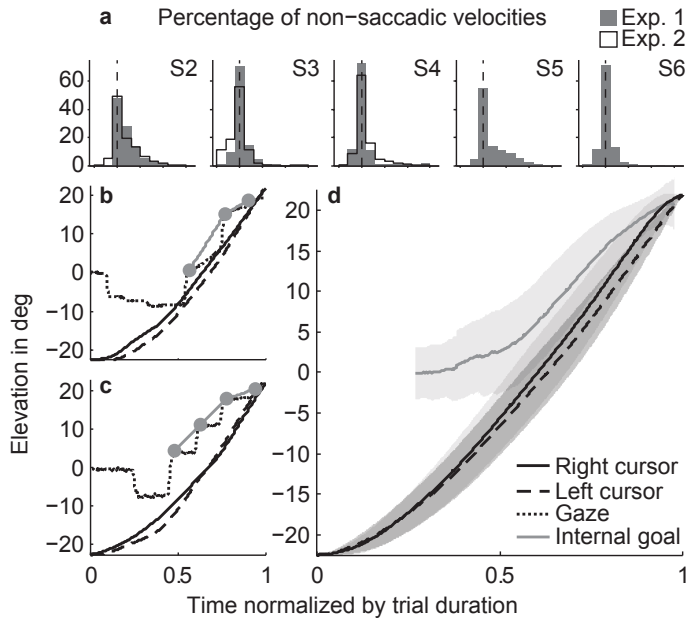 a Percentage of non−saccadic velocities
Exp. 1
Exp. 2
S2 S3 S4 S5 S6
60
40
20
0
b
20
10
0
−10
−20
c
20
10
0
−10
−20
0 0.5 1
d
20
15
10
5
0
−5
−10
−15
−20
0 0.5 1
Right cursor
Left cursor
Gaze
Internal goal
Elevation in deg
Time normalized by trial duration